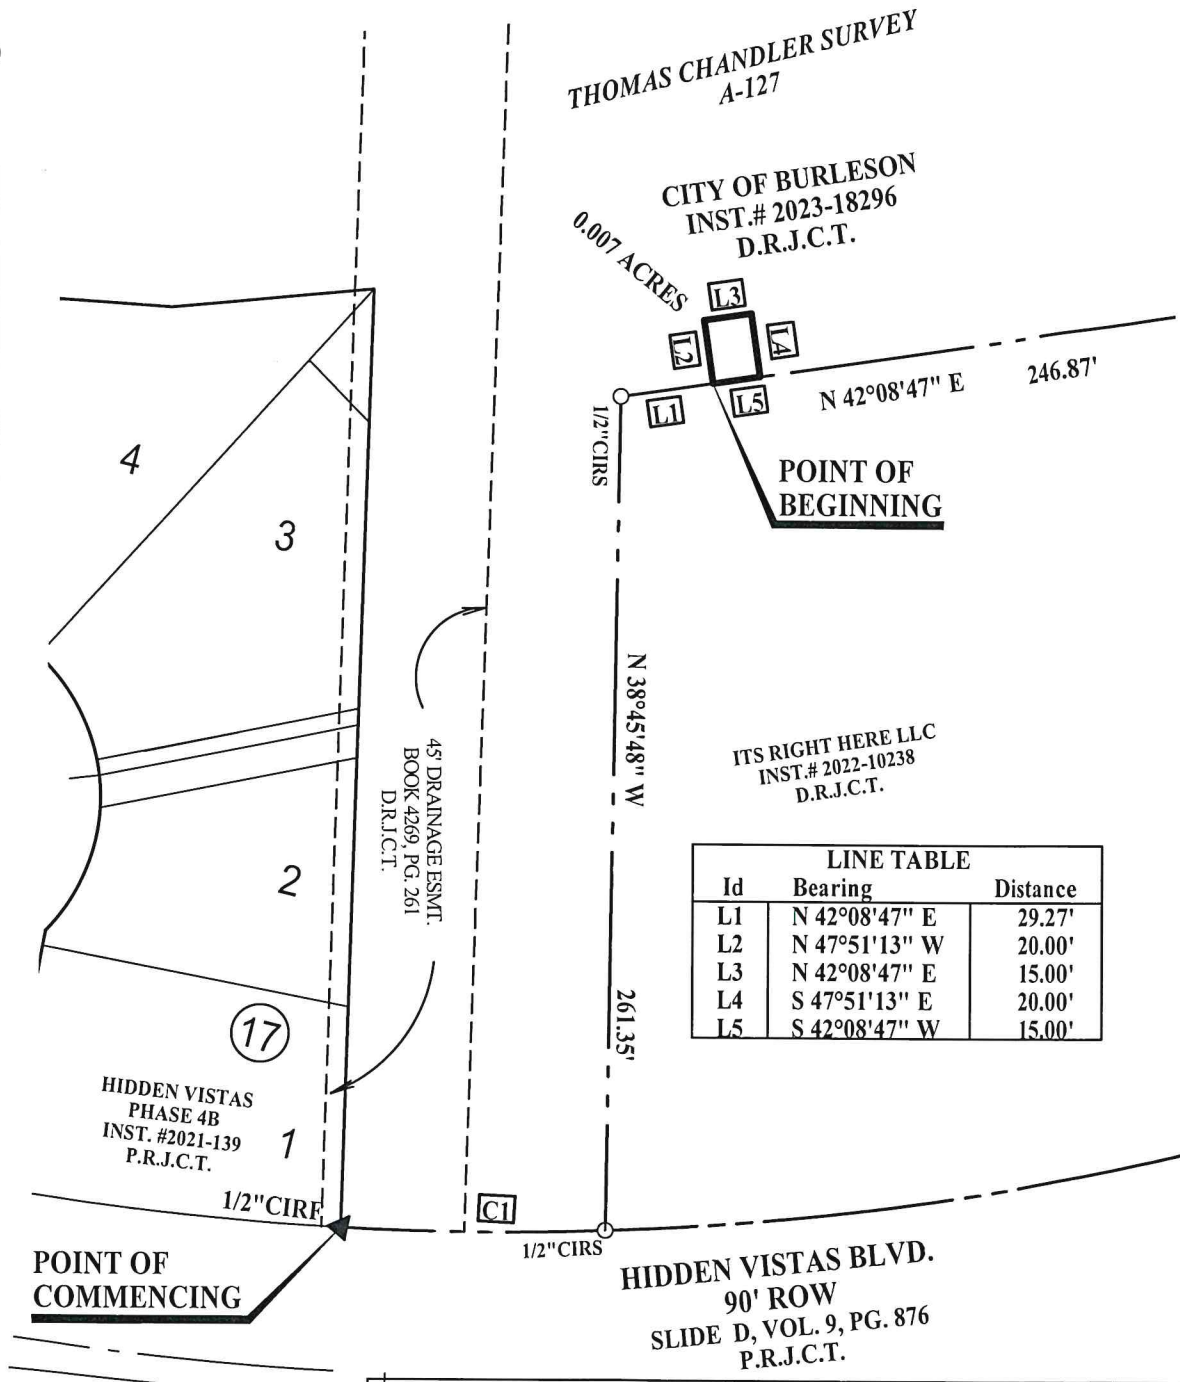 THOMAS CHANDLER SURVEY
A-127
CITY OF BURLESON
INST.# 2023-18296
D.R.J.C.T.
0.007 ACRES
L3
L2
L4
L1
L5
N 42°08'47" E
246.87'
1/2"CIRS
POINT OF
BEGINNING
4
3
N 38°45'48" W
261.35'
45' DRAINAGE ESMT.
BOOK 4269, PG. 261
D.R.J.C.T.
ITS RIGHT HERE LLC
INST.# 2022-10238
D.R.J.C.T.
2
LINE TABLE
Id Bearing Distance
L1 N 42°08'47" E 29.27'
L2 N 47°51'13" W 20.00'
L3 N 42°08'47" E 15.00'
L4 S 47°51'13" E 20.00'
L5 S 42°08'47" W 15.00'
17
HIDDEN VISTAS
PHASE 4B
INST. #2021-139
P.R.J.C.T.
1
1/2"CIRF
C1
1/2"CIRS
POINT OF
COMMENCING
HIDDEN VISTAS BLVD.
90' ROW
SLIDE D, VOL. 9, PG. 876
P.R.J.C.T.